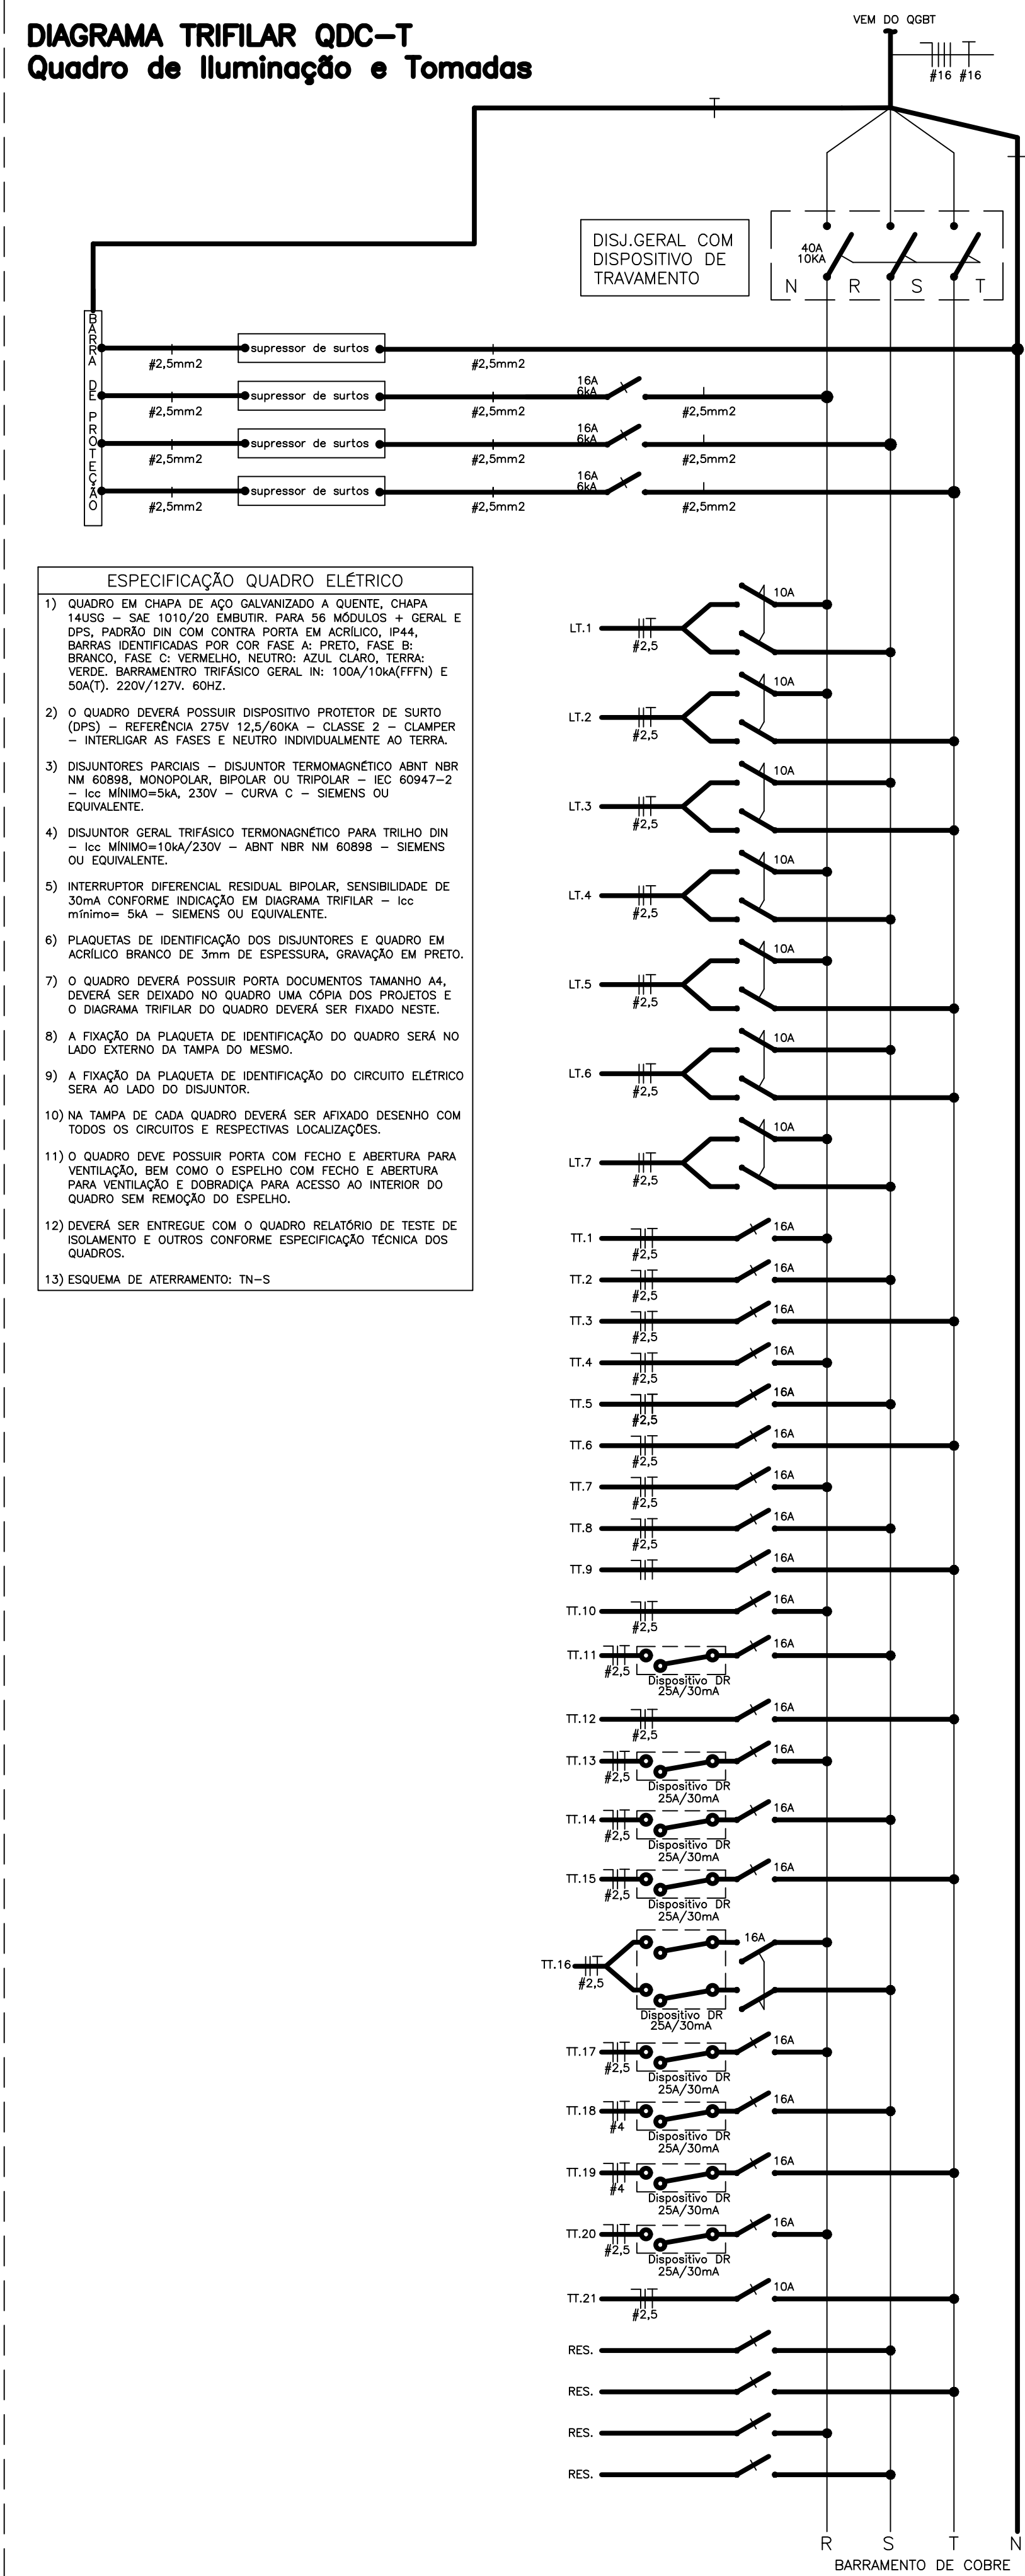 DIAGRAMA TRIFILAR QDC-T
Quadro de Iluminação e Tomadas
VEM DO QGBT
#16 #16
DISJ.GERAL COM
DISPOSITIVO DE
TRAVAMENTO
40A
10KA
N R S T
BARRA DE PROTEÇÃO
supressor de surtos
#2,5mm2 #2,5mm2
16A
6kA
supressor de surtos
#2,5mm2 #2,5mm2 #2,5mm2
16A
6kA
supressor de surtos
#2,5mm2 #2,5mm2 #2,5mm2
16A
6kA
supressor de surtos
#2,5mm2 #2,5mm2 #2,5mm2
ESPECIFICAÇÃO QUADRO ELÉTRICO
1) QUADRO EM CHAPA DE AÇO GALVANIZADO A QUENTE, CHAPA
14USG - SAE 1010/20 EMBUTIR. PARA 56 MÓDULOS + GERAL E
DPS, PADRÃO DIN COM CONTRA PORTA EM ACRÍLICO, IP44,
BARRAS IDENTIFICADAS POR COR FASE A: PRETO, FASE B:
BRANCO, FASE C: VERMELHO, NEUTRO: AZUL CLARO, TERRA:
VERDE. BARRAMENTRO TRIFÁSICO GERAL IN: 100A/10kA(FFFN) E
50A(T). 220V/127V. 60HZ.
2) O QUADRO DEVERÁ POSSUIR DISPOSITIVO PROTETOR DE SURTO
(DPS) - REFERÊNCIA 275V 12,5/60KA - CLASSE 2 - CLAMPER
- INTERLIGAR AS FASES E NEUTRO INDIVIDUALMENTE AO TERRA.
3) DISJUNTORES PARCIAIS - DISJUNTOR TERMOMAGNÉTICO ABNT NBR
NM 60898, MONOPOLAR, BIPOLAR OU TRIPOLAR - IEC 60947-2
- Icc MÍNIMO=5kA, 230V - CURVA C - SIEMENS OU
EQUIVALENTE.
4) DISJUNTOR GERAL TRIFÁSICO TERMONAGNÉTICO PARA TRILHO DIN
- Icc MÍNIMO=10kA/230V - ABNT NBR NM 60898 - SIEMENS
OU EQUIVALENTE.
5) INTERRUPTOR DIFERENCIAL RESIDUAL BIPOLAR, SENSIBILIDADE DE
30mA CONFORME INDICAÇÃO EM DIAGRAMA TRIFILAR - Icc
mínimo= 5kA - SIEMENS OU EQUIVALENTE.
6) PLAQUETAS DE IDENTIFICAÇÃO DOS DISJUNTORES E QUADRO EM
ACRÍLICO BRANCO DE 3mm DE ESPESSURA, GRAVAÇÃO EM PRETO.
7) O QUADRO DEVERÁ POSSUIR PORTA DOCUMENTOS TAMANHO A4,
DEVERÁ SER DEIXADO NO QUADRO UMA CÓPIA DOS PROJETOS E
O DIAGRAMA TRIFILAR DO QUADRO DEVERÁ SER FIXADO NESTE.
8) A FIXAÇÃO DA PLAQUETA DE IDENTIFICAÇÃO DO QUADRO SERÁ NO
LADO EXTERNO DA TAMPA DO MESMO.
9) A FIXAÇÃO DA PLAQUETA DE IDENTIFICAÇÃO DO CIRCUITO ELÉTRICO
SERA AO LADO DO DISJUNTOR.
10) NA TAMPA DE CADA QUADRO DEVERÁ SER AFIXADO DESENHO COM
TODOS OS CIRCUITOS E RESPECTIVAS LOCALIZAÇÕES.
11) O QUADRO DEVE POSSUIR PORTA COM FECHO E ABERTURA PARA
VENTILAÇÃO, BEM COMO O ESPELHO COM FECHO E ABERTURA
PARA VENTILAÇÃO E DOBRADIÇA PARA ACESSO AO INTERIOR DO
QUADRO SEM REMOÇÃO DO ESPELHO.
12) DEVERÁ SER ENTREGUE COM O QUADRO RELATÓRIO DE TESTE DE
ISOLAMENTO E OUTROS CONFORME ESPECIFICAÇÃO TÉCNICA DOS
QUADROS.
13) ESQUEMA DE ATERRAMENTO: TN-S
10A
LT.1
#2,5
10A
LT.2
#2,5
10A
LT.3
#2,5
10A
LT.4
#2,5
10A
LT.5
#2,5
10A
LT.6
#2,5
10A
LT.7
#2,5
TT.1 16A
#2,5
TT.2 16A
#2,5
TT.3 16A
#2,5
TT.4 16A
#2,5
TT.5 16A
#2,5
TT.6 16A
#2,5
TT.7 16A
#2,5
TT.8 16A
#2,5
TT.9 16A
TT.10 16A
#2,5
TT.11 16A
#2,5
Dispositivo DR
25A/30mA
TT.12 16A
#2,5
TT.13 16A
#2,5
Dispositivo DR
25A/30mA
TT.14 16A
#2,5
Dispositivo DR
25A/30mA
TT.15 16A
#2,5
Dispositivo DR
25A/30mA
16A
TT.16
#2,5
Dispositivo DR
25A/30mA
TT.17 16A
#2,5
Dispositivo DR
25A/30mA
TT.18 16A
#4
Dispositivo DR
25A/30mA
TT.19 16A
#4
Dispositivo DR
25A/30mA
TT.20 16A
#2,5
Dispositivo DR
25A/30mA
TT.21 10A
#2,5
RES.
RES.
RES.
RES.
R S T N
BARRAMENTO DE COBRE